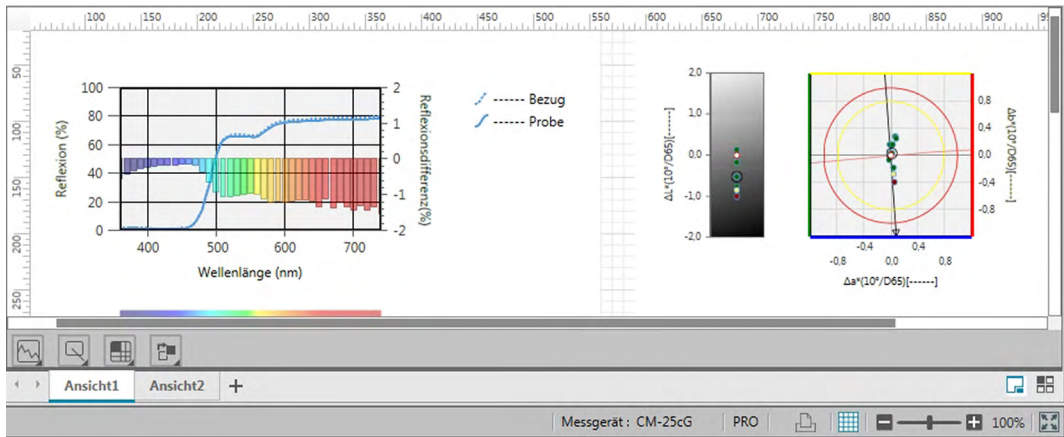 100 150 200 250 300 350 400 450 500 550 600 650 700 750 800 850 900
50
100
150
200
250
100
80
60
40
20
0
Reflexion (%)
2
1
0
-1
-2
Reflexionsdifferenz(%)
400 500 600 700
Wellenlänge (nm)
------ Bezug
------ Probe
2.0
1.0
0.0
-1.0
-2.0
ΔL*(10°/D65)[------]
0,8
0,4
0,0
-0,4
-0,8
Δb*(10°/D65)[------]
-0.4 0.4
-0.8 0.0 0.8
Δa*(10°/D65)[------]
Ansicht1 Ansicht2 +
Messgerät : CM-25cG PRO 100%